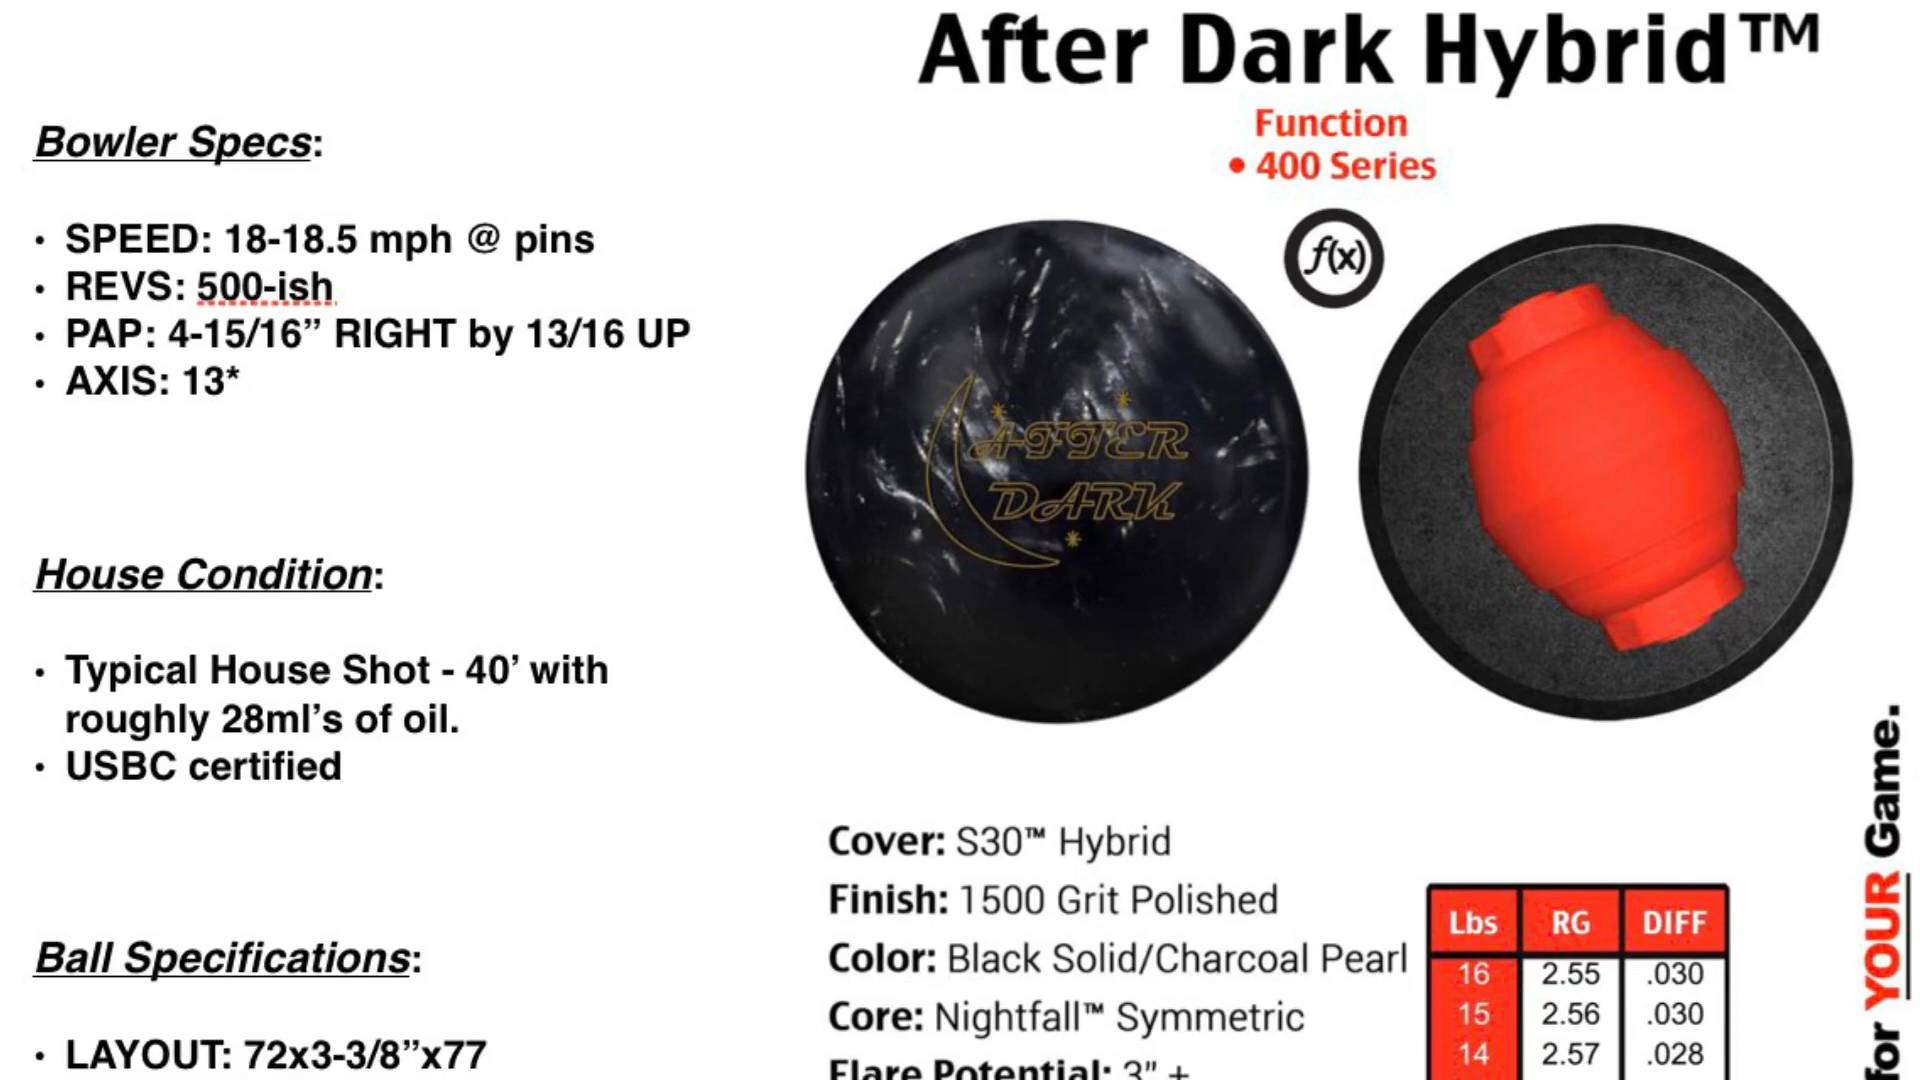 After Dark Hybrid™
Function
• 400 Series
f(x)
Bowler Specs:
• SPEED: 18-18.5 mph @ pins
• REVS: 500-ish
• PAP: 4-15/16” RIGHT by 13/16 UP
• AXIS: 13*
AFTER
DARK
House Condition:
• Typical House Shot - 40’ with
roughly 28ml’s of oil.
• USBC certified
Ball Specifications:
• LAYOUT: 72x3-3/8”x77
Cover: S30™ Hybrid
Finish: 1500 Grit Polished
Color: Black Solid/Charcoal Pearl
Core: Nightfall™ Symmetric
Flare Potential: 3" +
Lbs RG DIFF
16 2.55 .030
15 2.56 .030
14 2.57 .028
for YOUR Game.